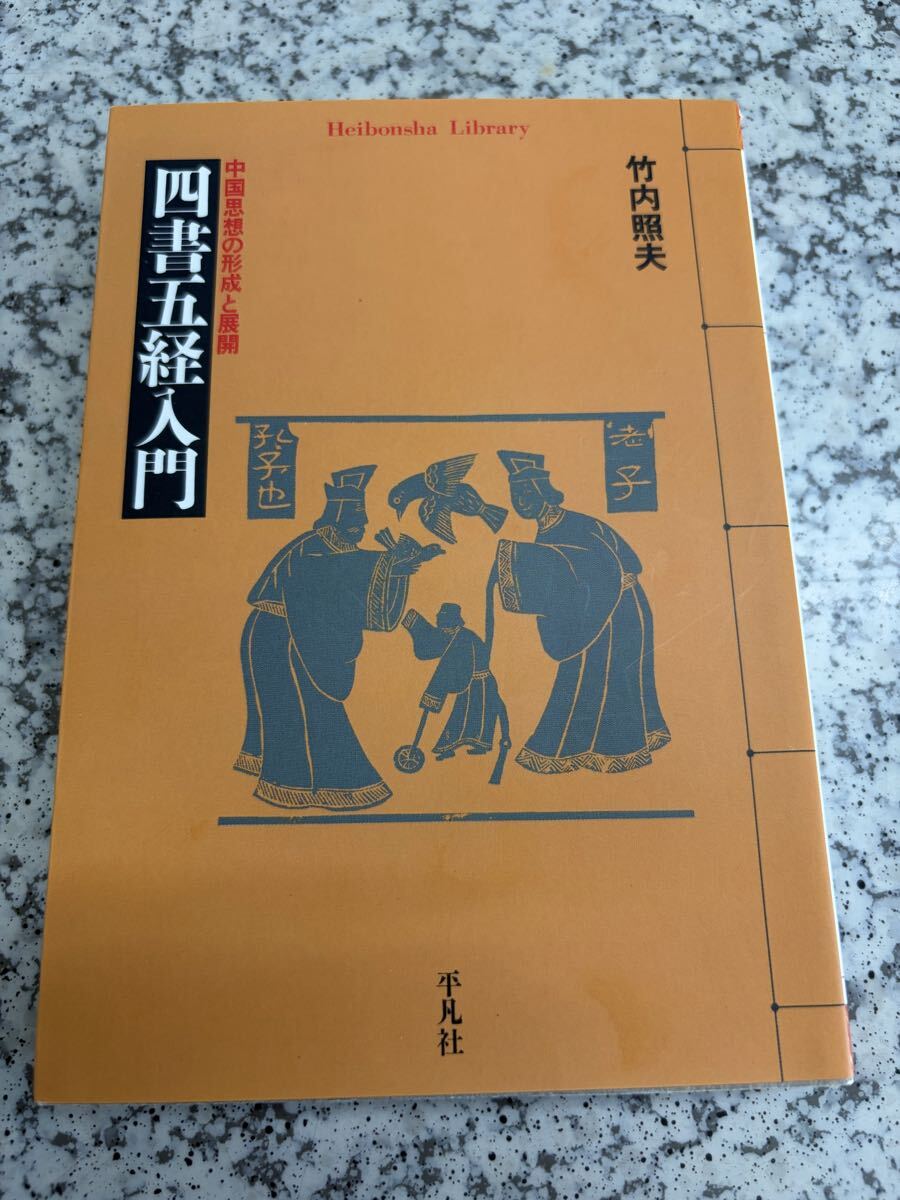 Heibonsha Library
竹内照夫
中国思想の形成と展開
四書五経入門
老子
孔子也
平凡社